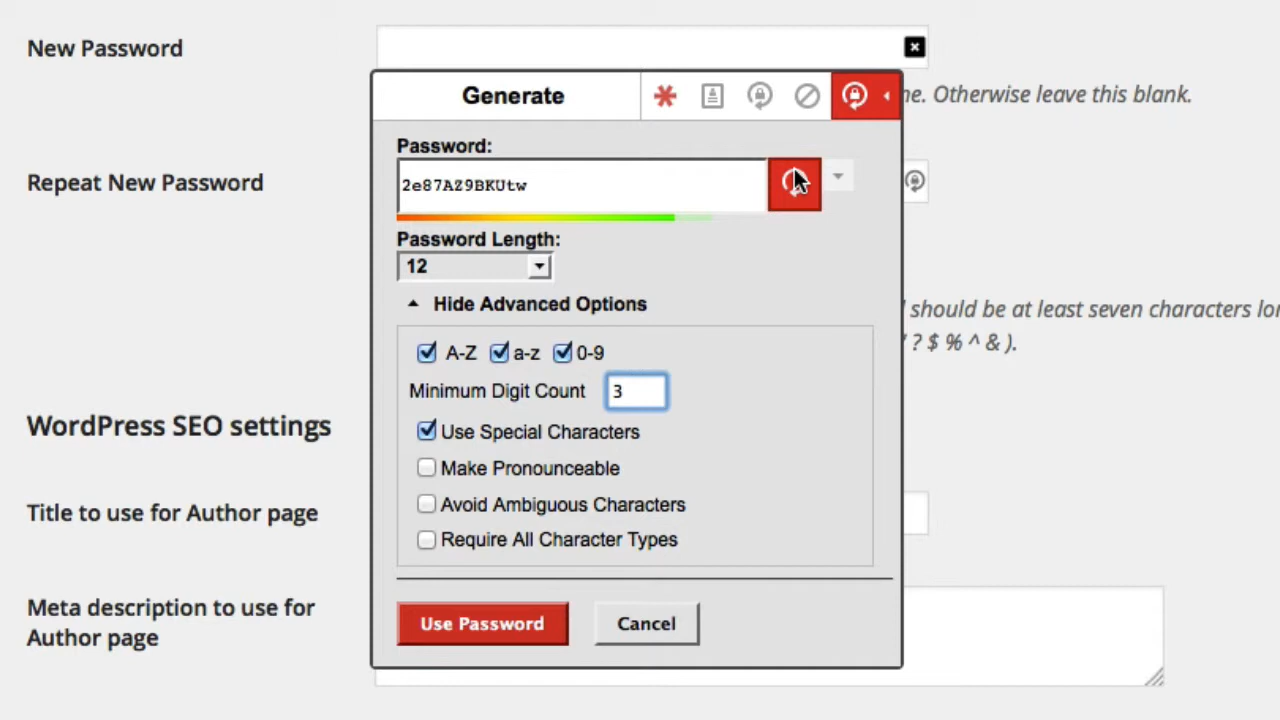 New Password
Generate
ne. Otherwise leave this blank.
Password:
Repeat New Password
2e87AZ9BKUtw
Password Length:
12
Hide Advanced Options
should be at least seven characters lon
? $ % ^ & ).
A-Z a-z 0-9
Minimum Digit Count 3
WordPress SEO settings
Use Special Characters
Make Pronounceable
Title to use for Author page
Avoid Ambiguous Characters
Require All Character Types
Meta description to use for
Author page
Use Password Cancel